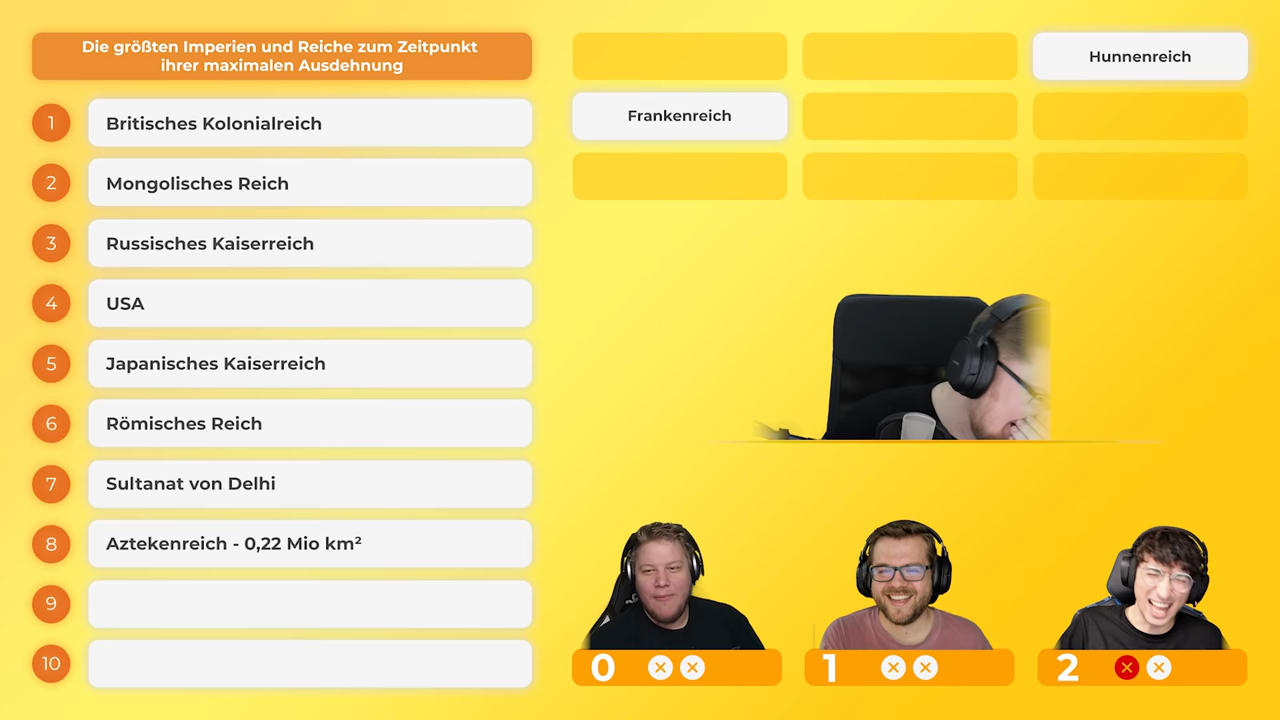 Die größten Imperien und Reiche zum Zeitpunkt
ihrer maximalen Ausdehnung
1 Britisches Kolonialreich
2 Mongolisches Reich
3 Russisches Kaiserreich
4 USA
5 Japanisches Kaiserreich
6 Römisches Reich
7 Sultanat von Delhi
8 Aztekenreich - 0,22 Mio km²
9
10
Hunnenreich
Frankenreich
0
1
2